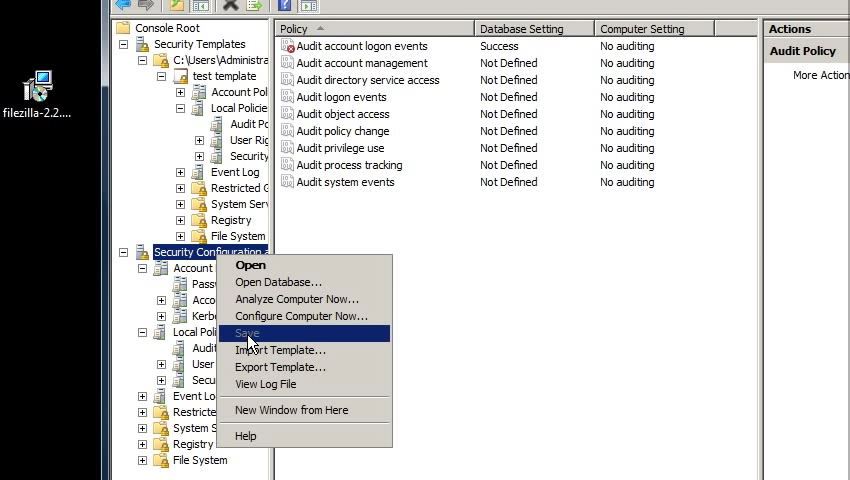 filezilla-2.2....
Console Root
Security Templates
C:\Users\Administra
test template
Account Pol
Local Policie
Audit Po
User Rig
Security
Event Log
Restricted G
System Serv
Registry
File System
Security Configuration a
Account
Passw
Acco
Kerbe
Local Poli
Audit
User
Secu
Event Lo
Restricte
System S
Registry
File System
Policy Database Setting Computer Setting
Audit account logon events Success No auditing
Audit account management Not Defined No auditing
Audit directory service access Not Defined No auditing
Audit logon events Not Defined No auditing
Audit object access Not Defined No auditing
Audit policy change Not Defined No auditing
Audit privilege use Not Defined No auditing
Audit process tracking Not Defined No auditing
Audit system events Not Defined No auditing
Open
Open Database...
Analyze Computer Now...
Configure Computer Now...
Save
Import Template...
Export Template...
View Log File
New Window from Here
Help
Actions
Audit Policy
More Action